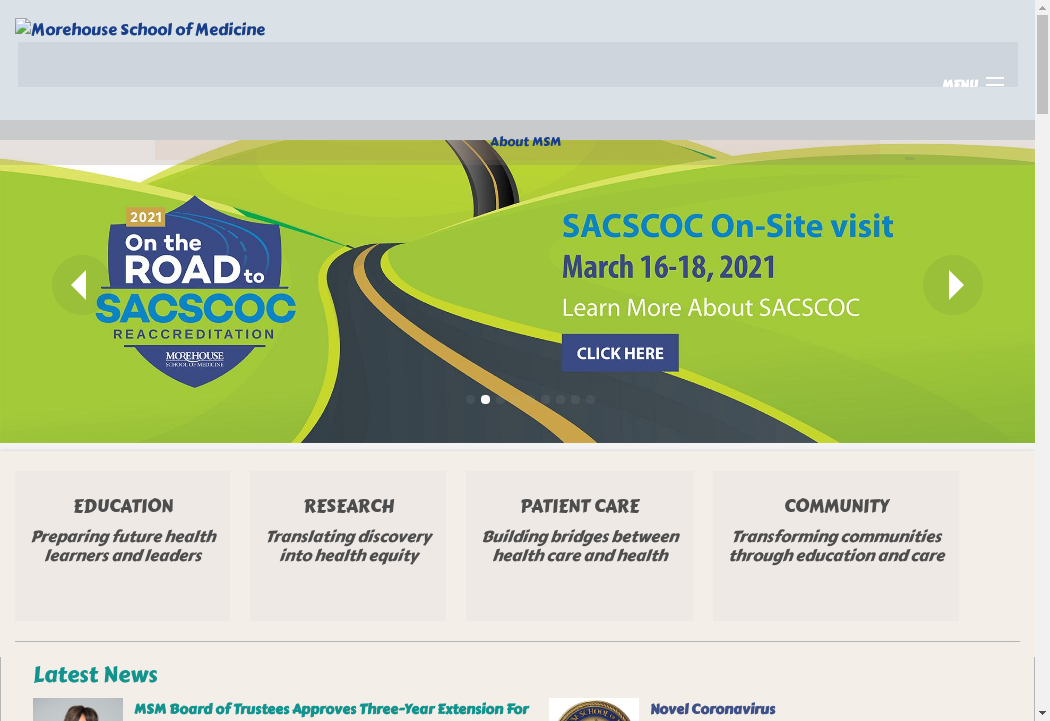 Morehouse School of Medicine
MENU
About MSM
2021
On the
ROAD to
SACSCOC
REACCREDITATION
MOREHOUSE
SCHOOL OF MEDICINE
SACSCOC On-Site visit
March 16-18, 2021
Learn More About SACSCOC
CLICK HERE
EDUCATION
Preparing future health
learners and leaders
RESEARCH
Translating discovery
into health equity
PATIENT CARE
Building bridges between
health care and health
COMMUNITY
Transforming communities
through education and care
Latest News
MSM Board of Trustees Approves Three-Year Extension For
Novel Coronavirus